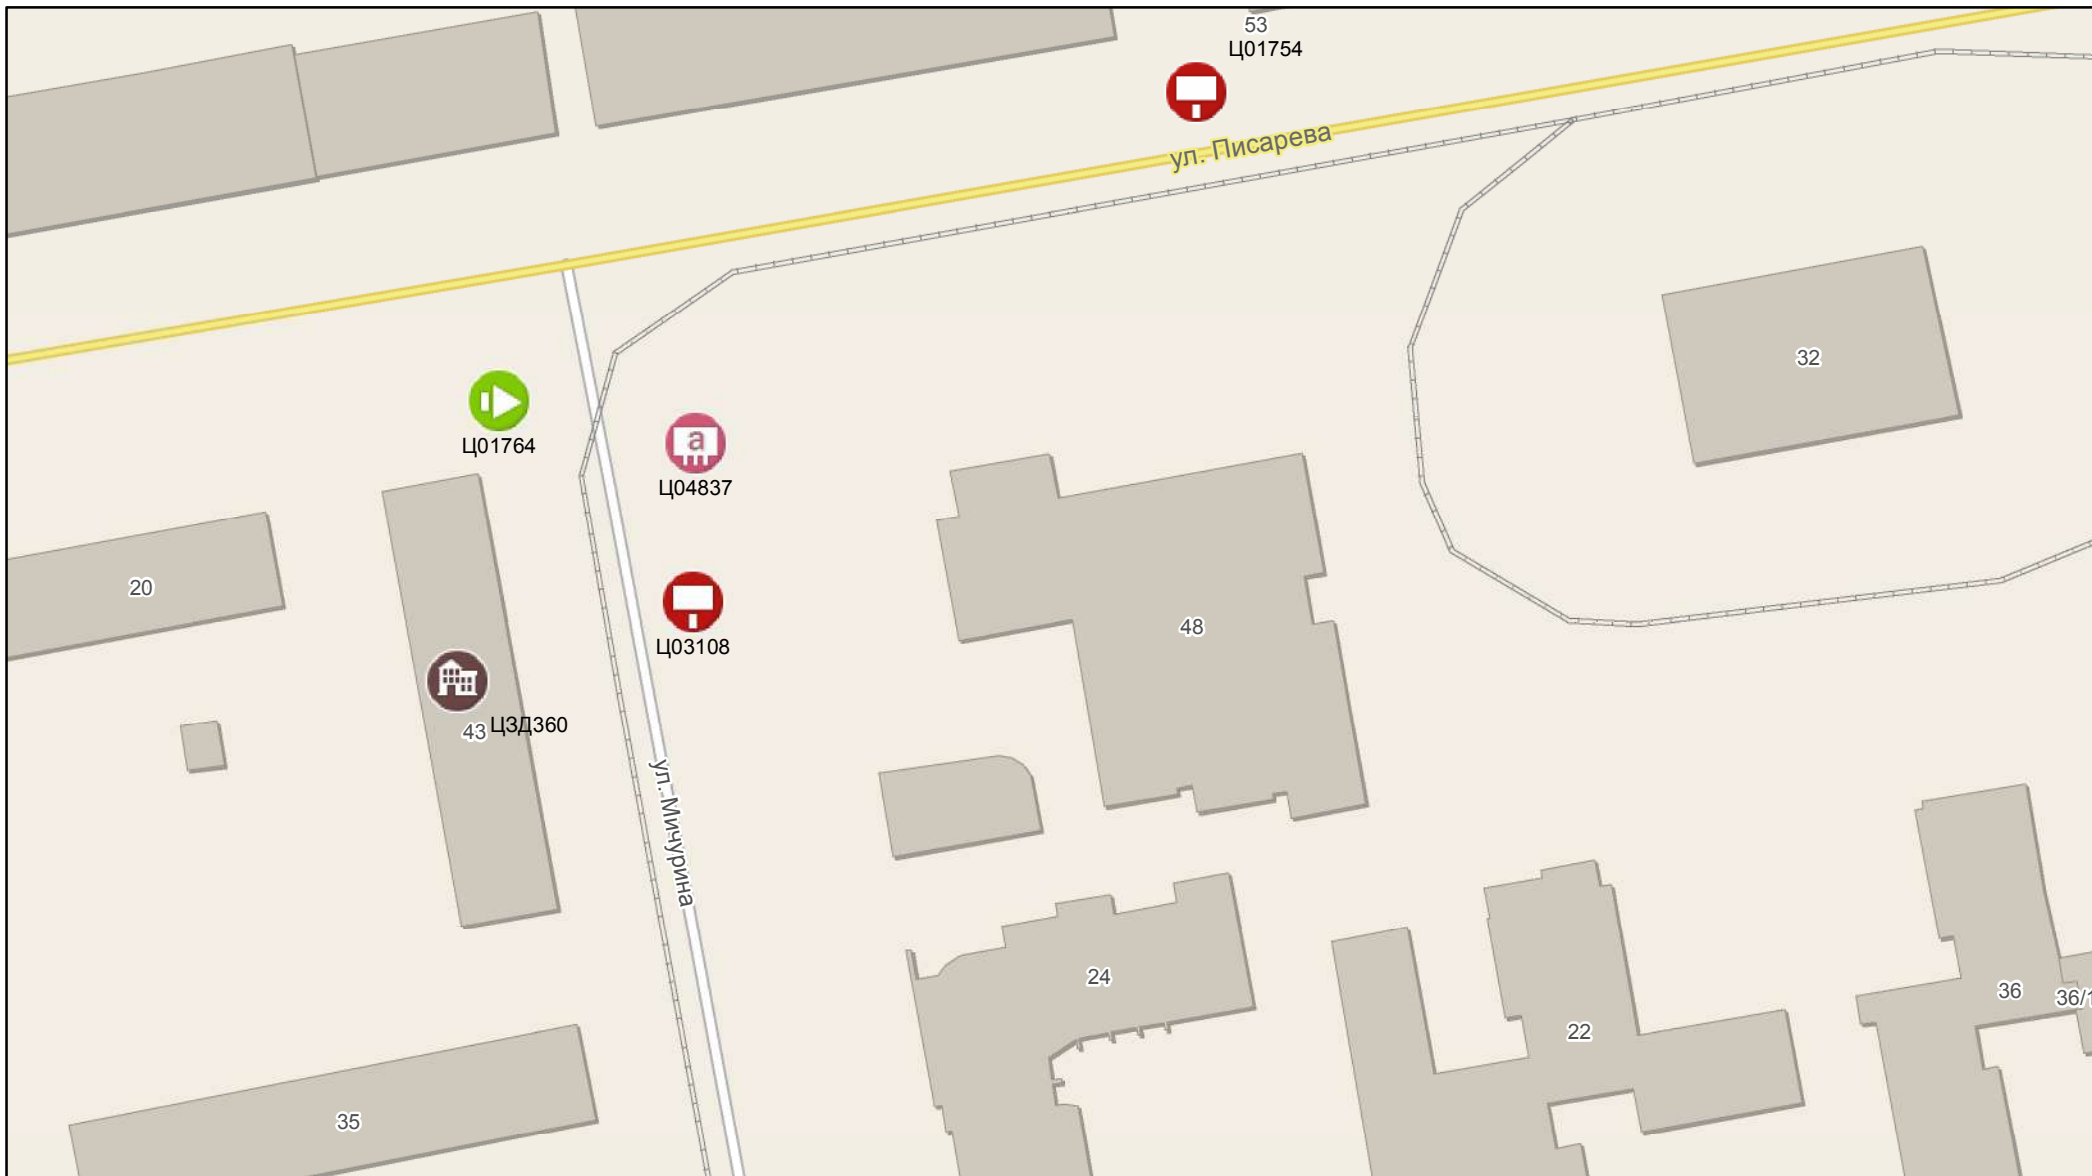 53
Ц01754
ул. Писарева
32
Ц01764
a
Ц04837
20
Ц03108
48
43 ЦЗД360
ул. Мичурина
24
22
36
36/1
35